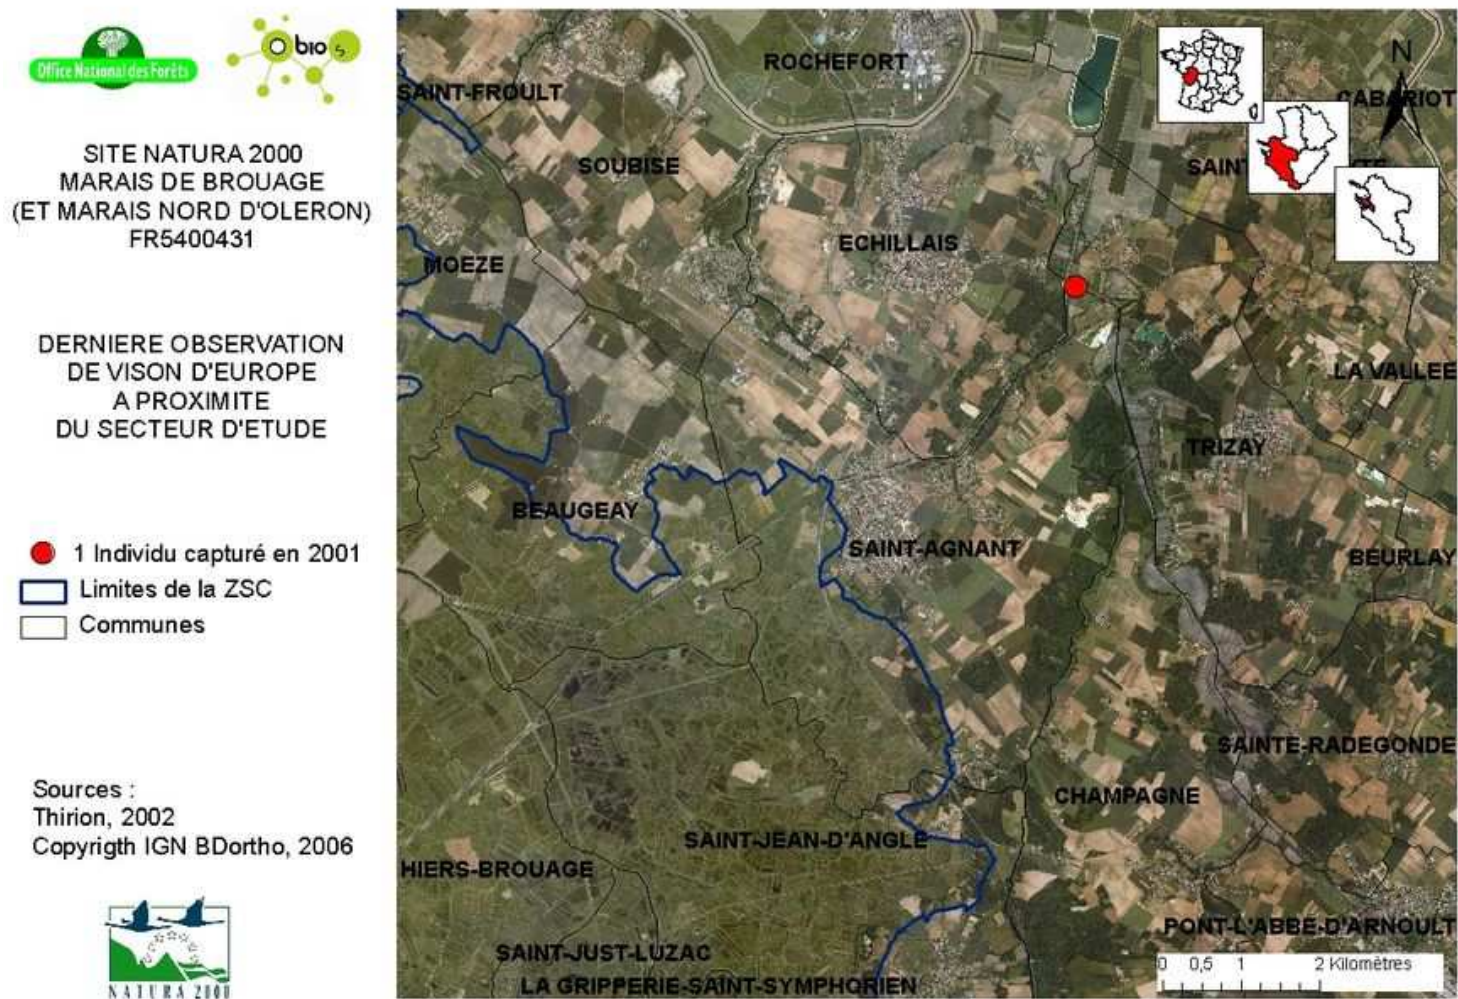 Office National des Forêts
Obios
SITE NATURA 2000
MARAIS DE BROUAGE
(ET MARAIS NORD D'OLERON)
FR5400431
DERNIERE OBSERVATION
DE VISON D'EUROPE
A PROXIMITE
DU SECTEUR D'ETUDE
1 Individu capturé en 2001
Limites de la ZSC
Communes
Sources :
Thirion, 2002
Copyrigth IGN BDortho, 2006
NATURA 2000
ROCHEFORT
N
SAINT-FROULT
CABARIOT
SOUBISE
SAINT
ECHILLAIS
MOEZE
LA VALLEE
TRIZAY
BEAUGEAY
SAINT-AGNANT
BEURLAY
SAINTE-RADEGONDE
CHAMPAGNE
SAINT-JEAN-D'ANGLE
HIERS-BROUAGE
PONT-L'ABBE-D'ARNOULT
SAINT-JUST-LUZAC
LA GRIPPERIE-SAINT-SYMPHORIEN
0 0,5 1 2 Kilomètres